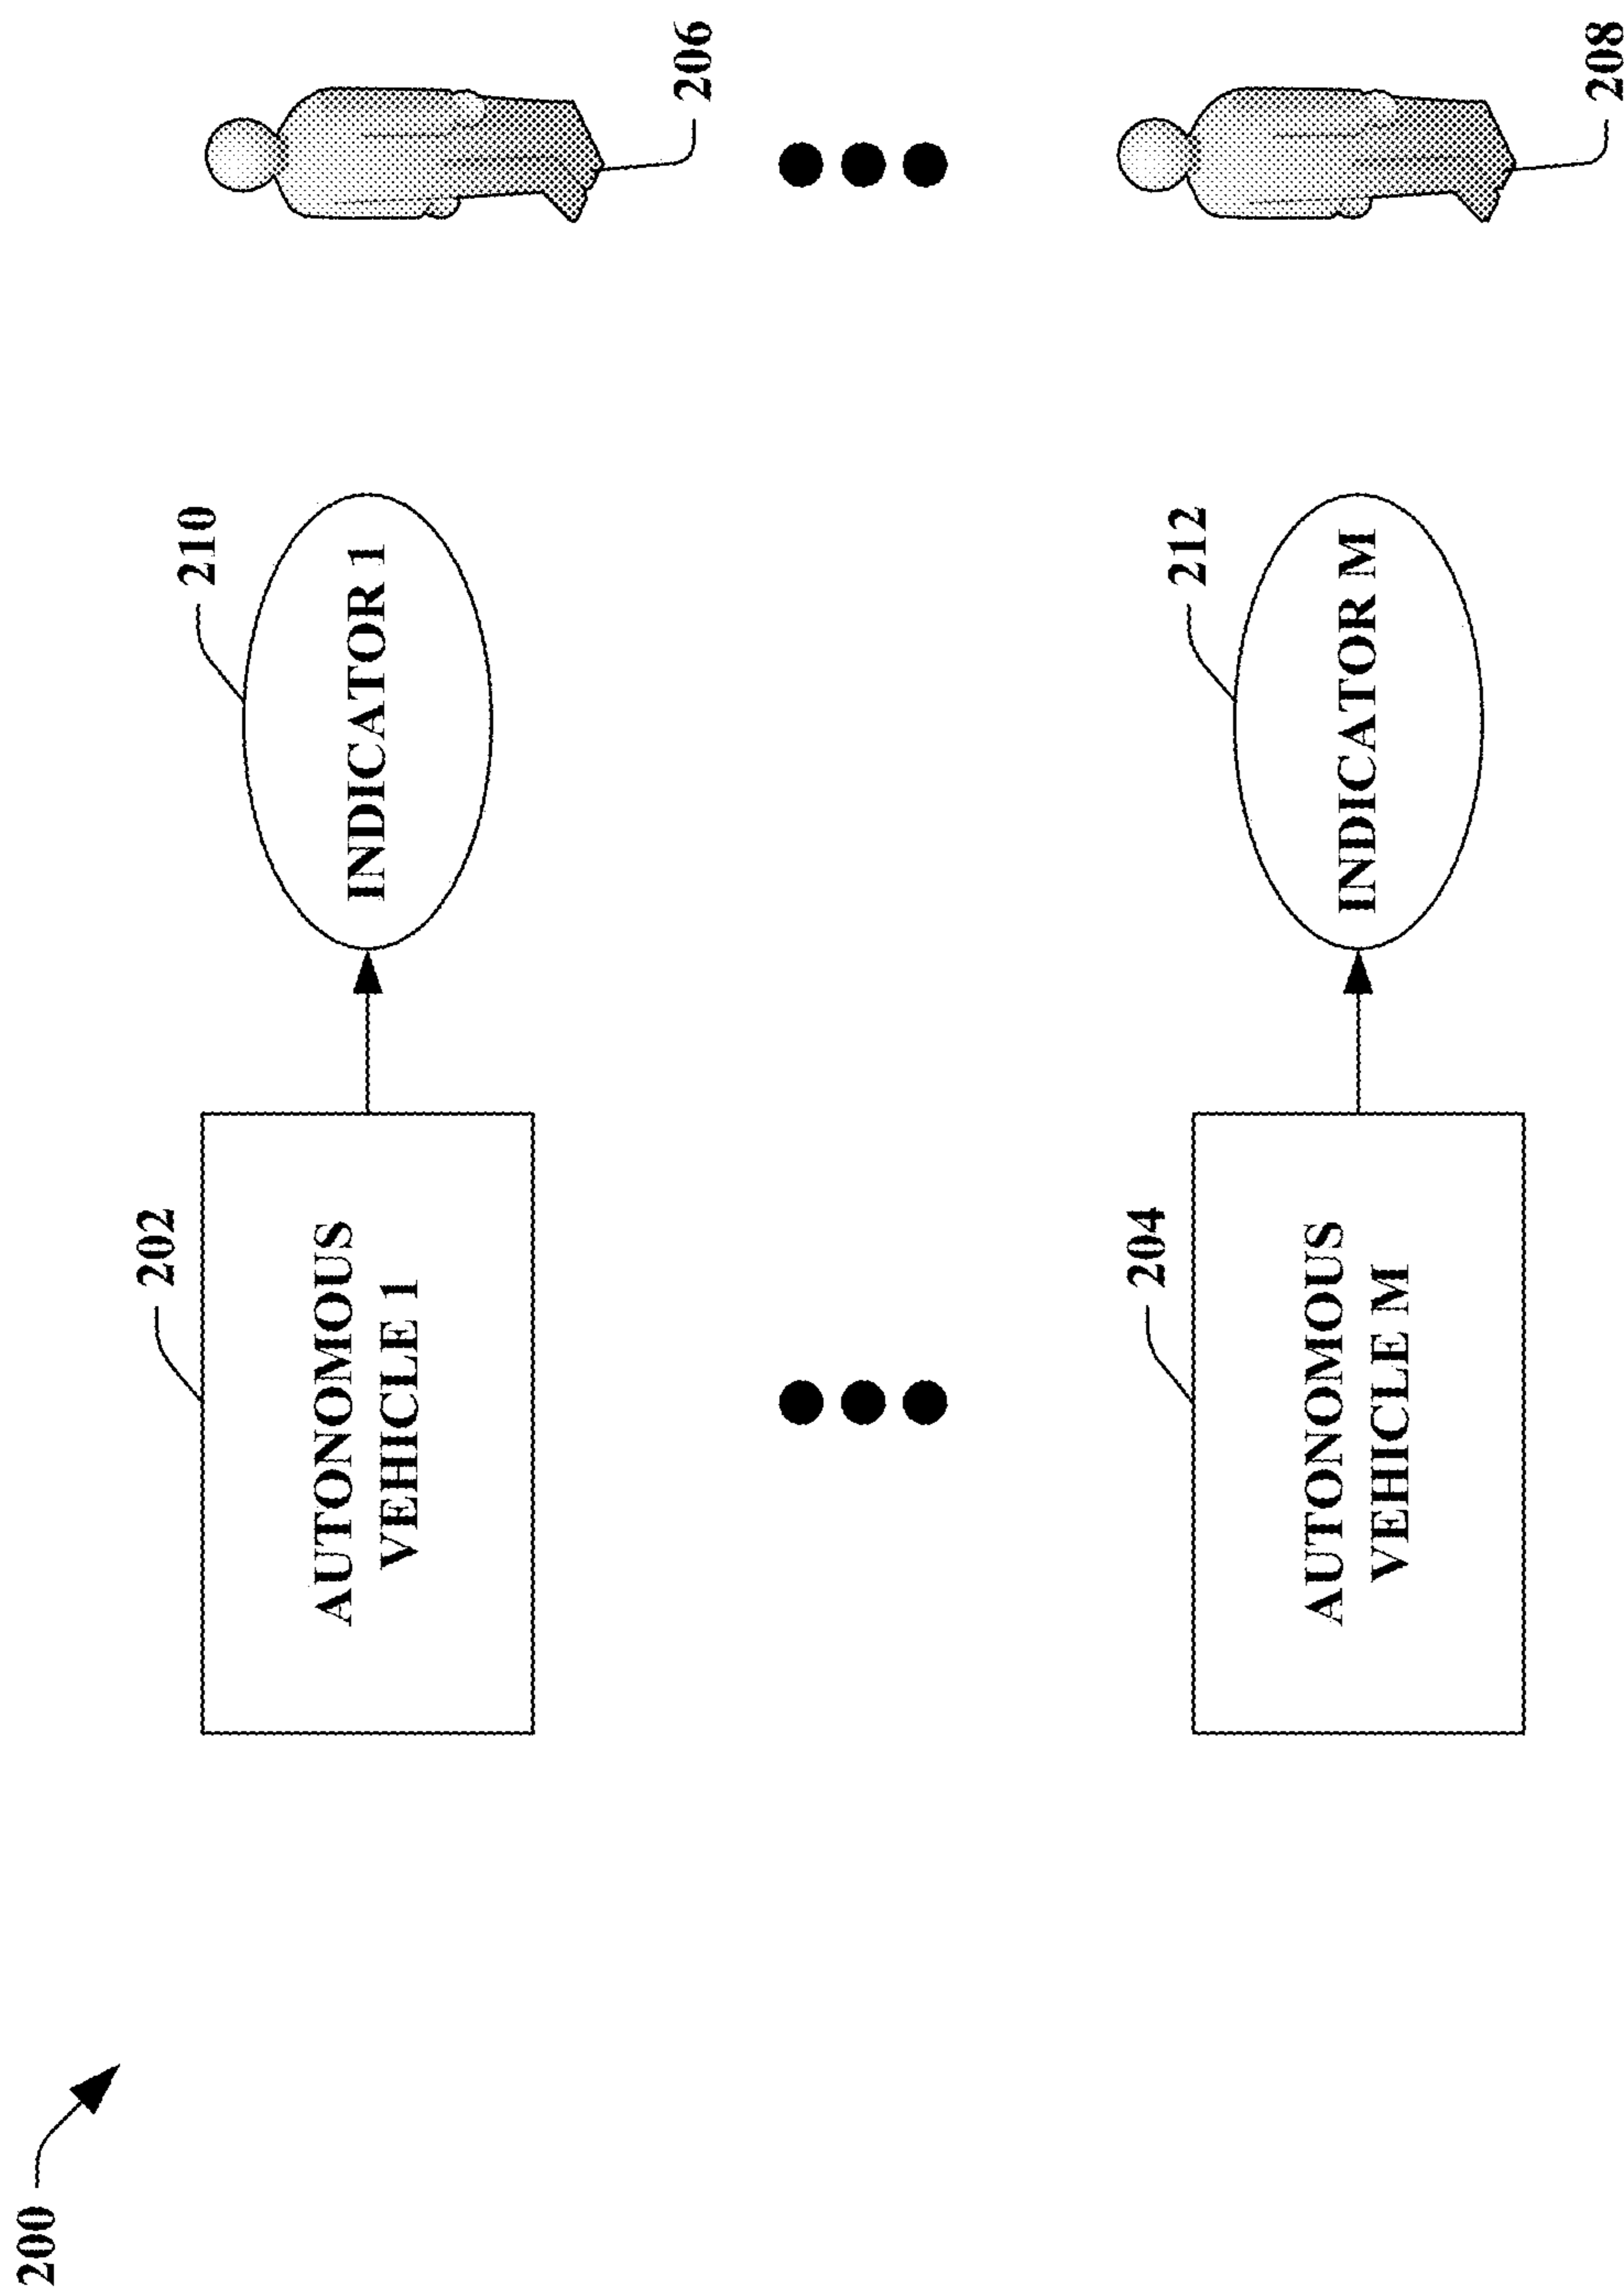 200
202
AUTONOMOUS
VEHICLE 1
210
INDICATOR 1
206
204
AUTONOMOUS
VEHICLE M
212
INDICATOR M
208